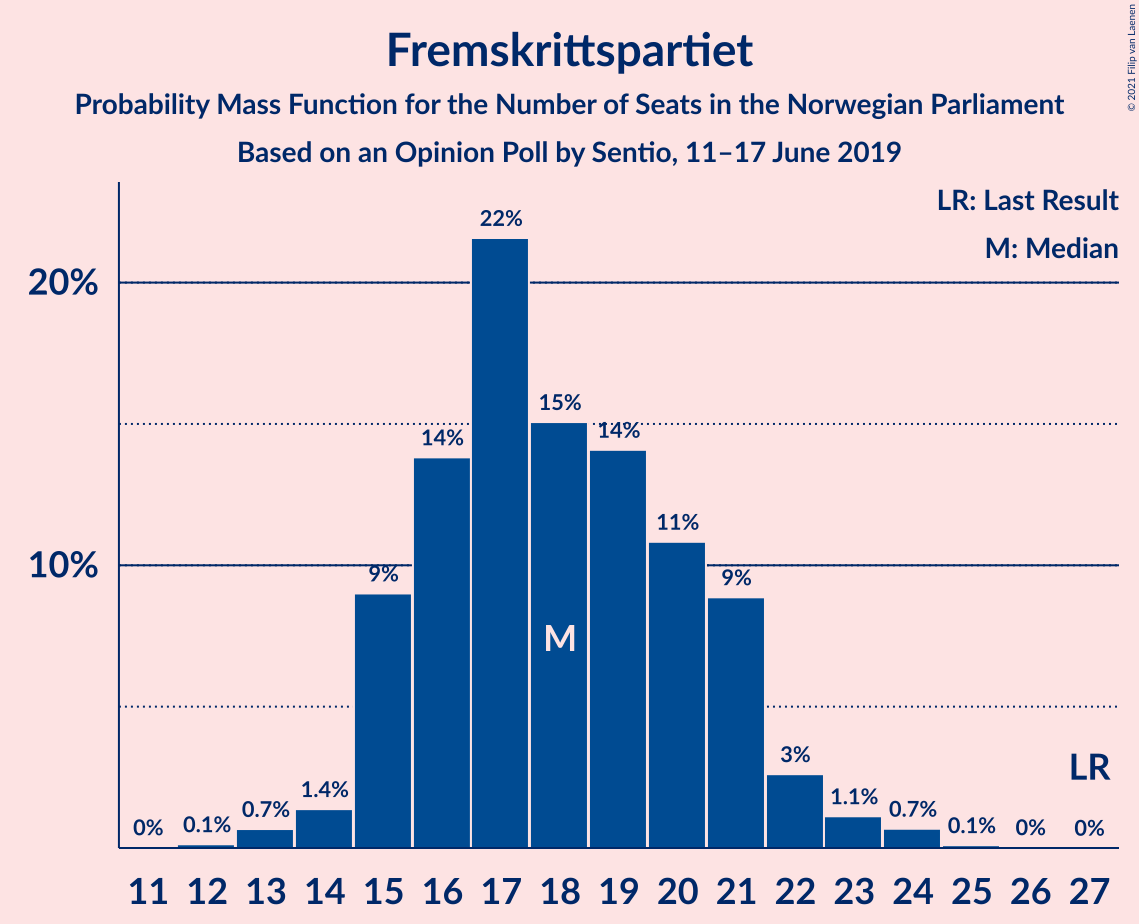 Fremskrittspartiet
Probability Mass Function for the Number of Seats in the Norwegian Parliament
Based on an Opinion Poll by Sentio, 11–17 June 2019
© 2021 Filip van Laenen
LR: Last Result
M: Median
20%
10%
0%
0.1%
0.7%
1.4%
9%
14%
22%
15%
14%
11%
9%
3%
1.1%
0.7%
0.1%
0%
0%
M
LR
11 12 13 14 15 16 17 18 19 20 21 22 23 24 25 26 27